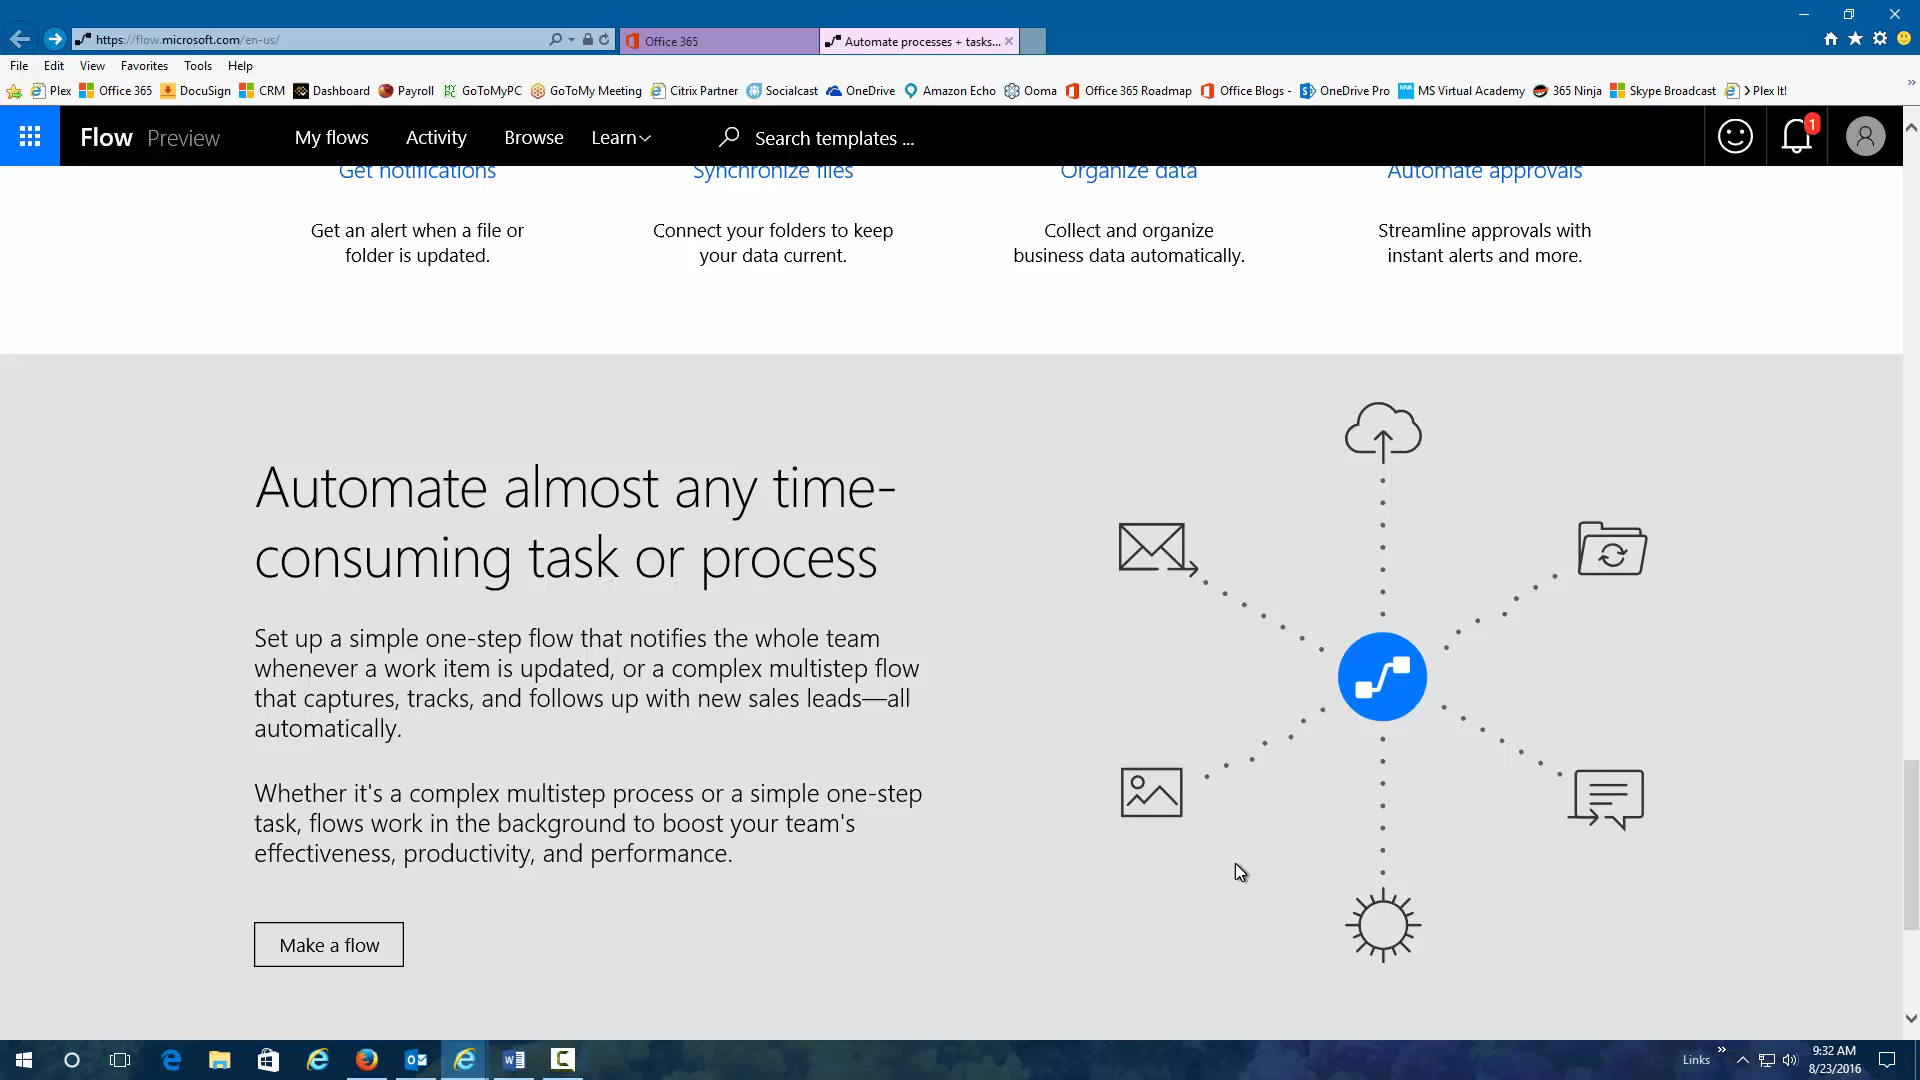 https://flow.microsoft.com/en-us/
Office 365
Automate processes + tasks...
File Edit View Favorites Tools Help
Plex Office 365 DocuSign CRM Dashboard Payroll GoToMyPC GoToMy Meeting Citrix Partner Socialcast OneDrive Amazon Echo Ooma Office 365 Roadmap Office Blogs - OneDrive Pro MS Virtual Academy 365 Ninja Skype Broadcast > Plex It!
Flow Preview My flows Activity Browse Learn Search templates ... 1
Get notifications Synchronize files Organize data Automate approvals
Get an alert when a file or
folder is updated.
Connect your folders to keep
your data current.
Collect and organize
business data automatically.
Streamline approvals with
instant alerts and more.
Automate almost any time-
consuming task or process
Set up a simple one-step flow that notifies the whole team
whenever a work item is updated, or a complex multistep flow
that captures, tracks, and follows up with new sales leads—all
automatically.
Whether it's a complex multistep process or a simple one-step
task, flows work in the background to boost your team's
effectiveness, productivity, and performance.
Make a flow
Links
9:32 AM
8/23/2016